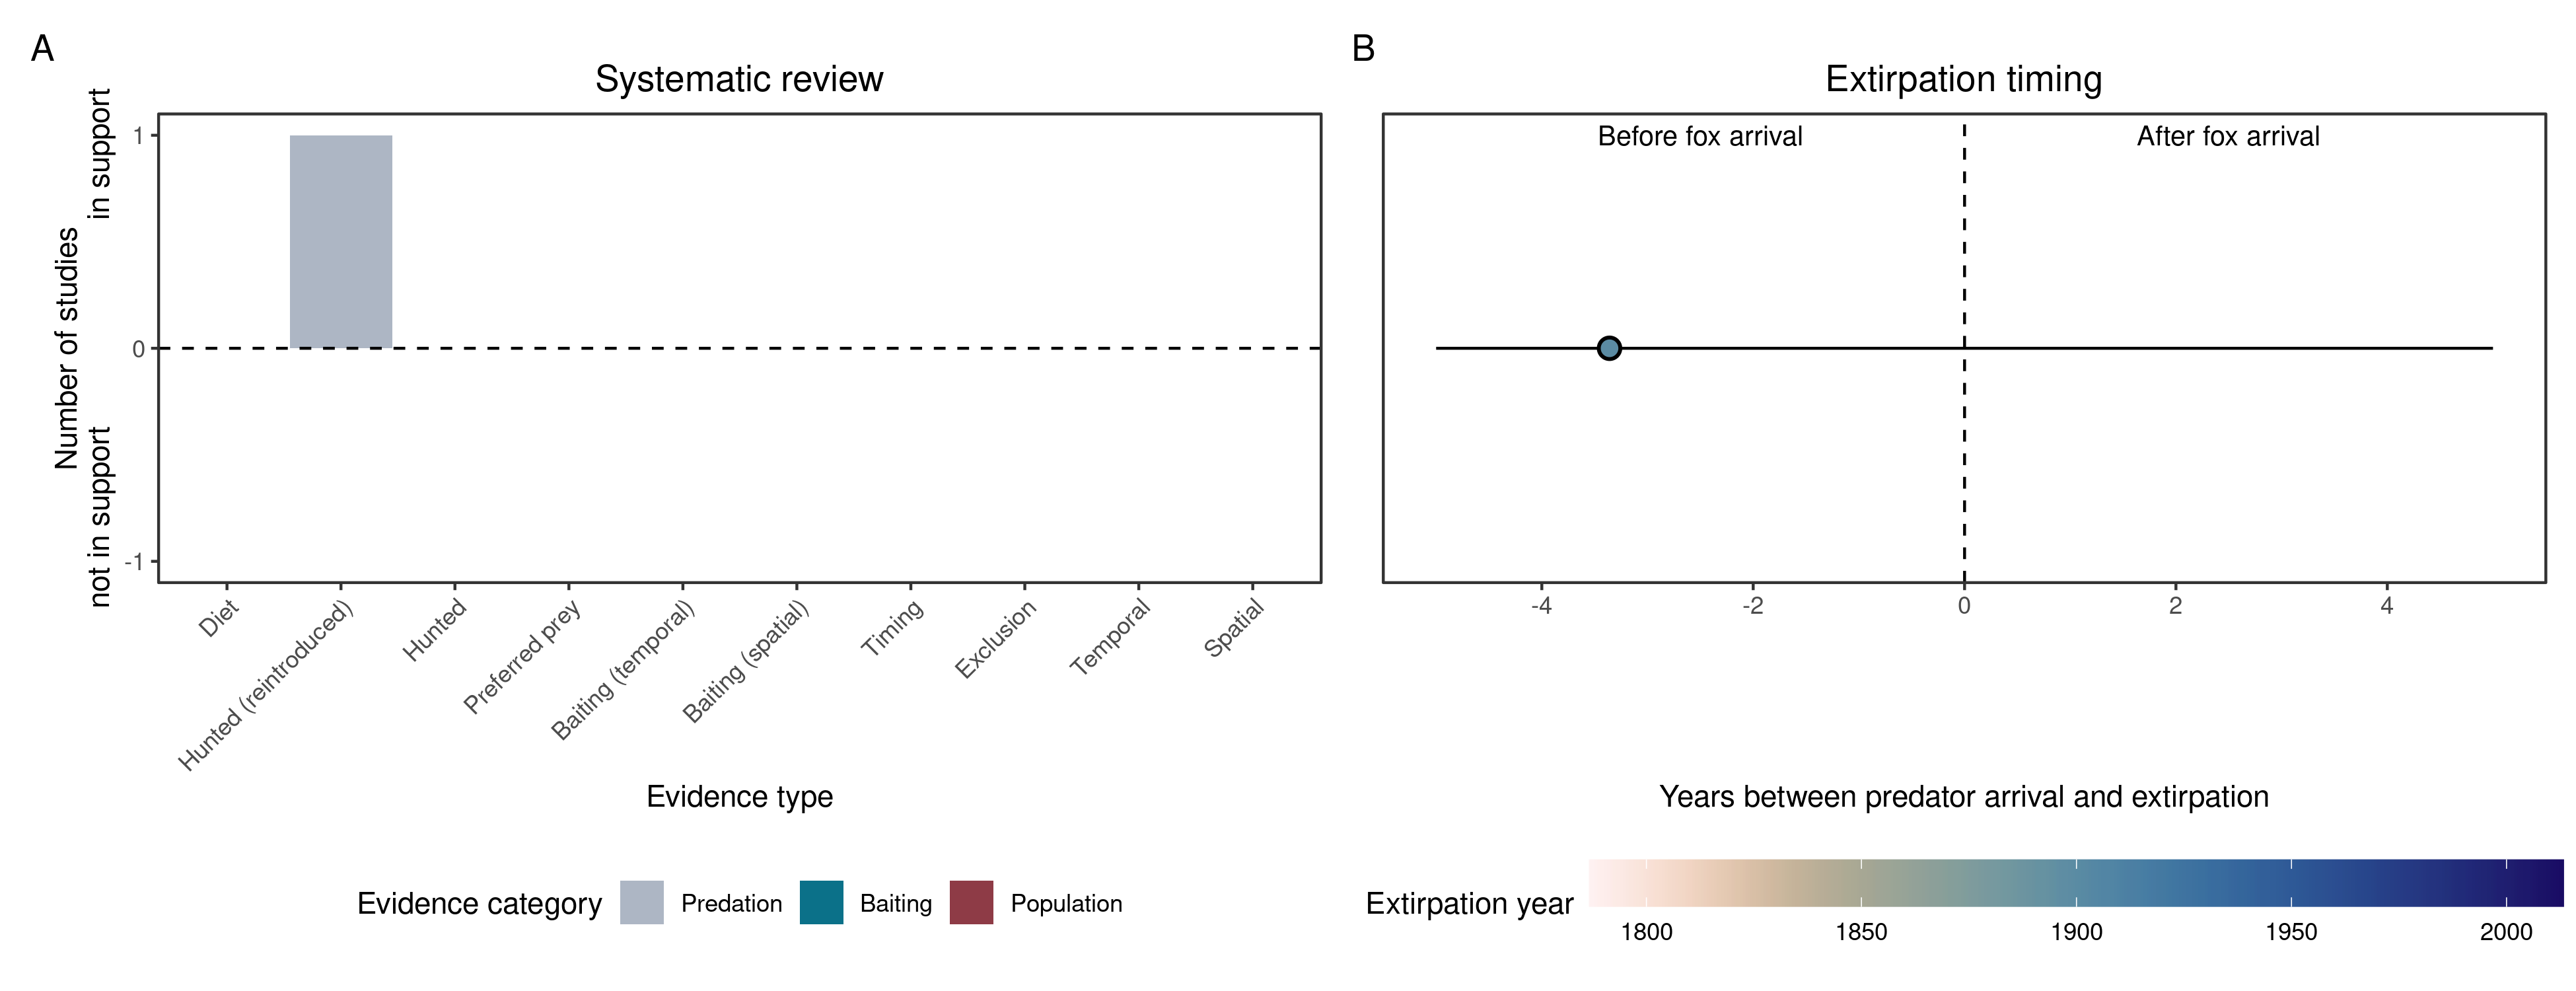 A
Systematic review
Number of studies
not in support
in support
1
0
-1
Diet
Hunted (reintroduced)
Hunted
Preferred prey
Baiting (temporal)
Baiting (spatial)
Timing
Exclusion
Temporal
Spatial
Evidence type
Evidence category
Predation
Baiting
Population
B
Extirpation timing
Before fox arrival
After fox arrival
-4
-2
0
2
4
Years between predator arrival and extirpation
Extirpation year
1800
1850
1900
1950
2000